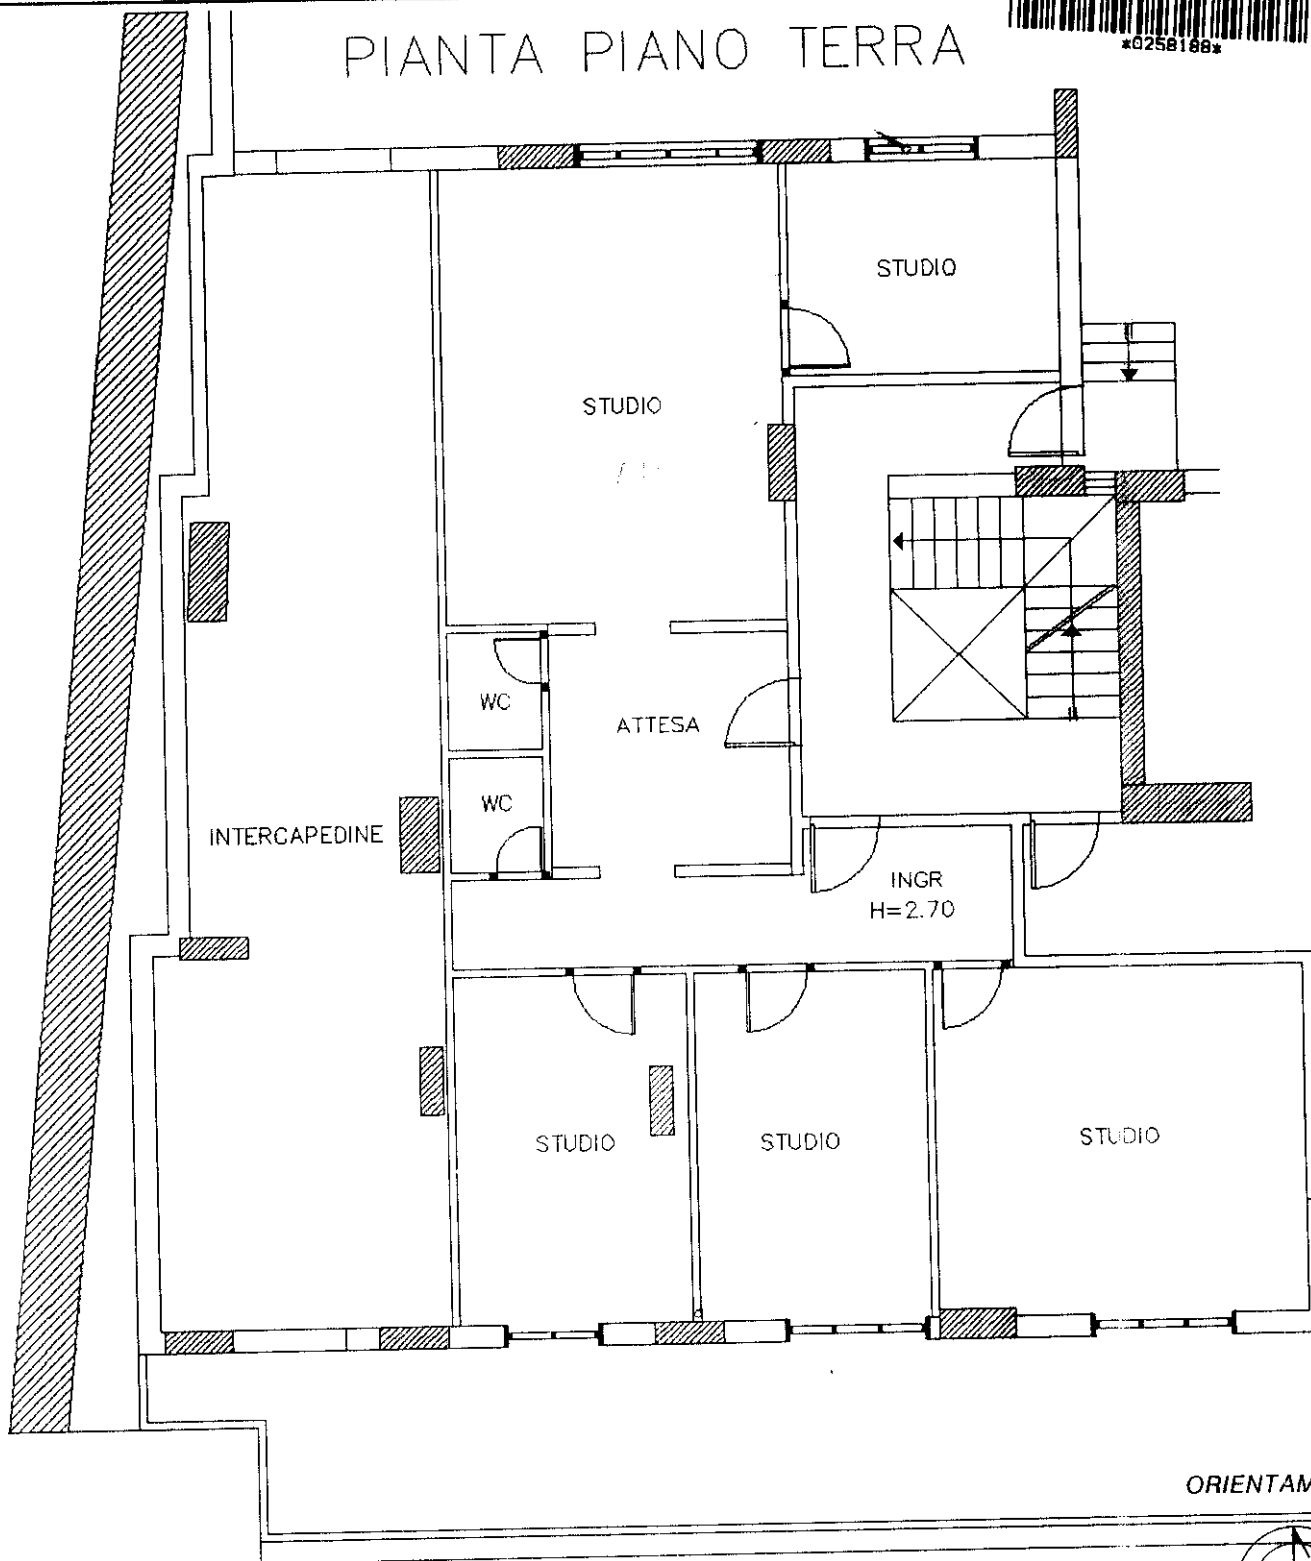 PIANTA PIANO TERRA
*0258188*
STUDIO
STUDIO
WC
ATTESA
WC
INTERCAPEDINE
INGR
H=2.70
STUDIO
STUDIO
STUDIO
ORIENTAM